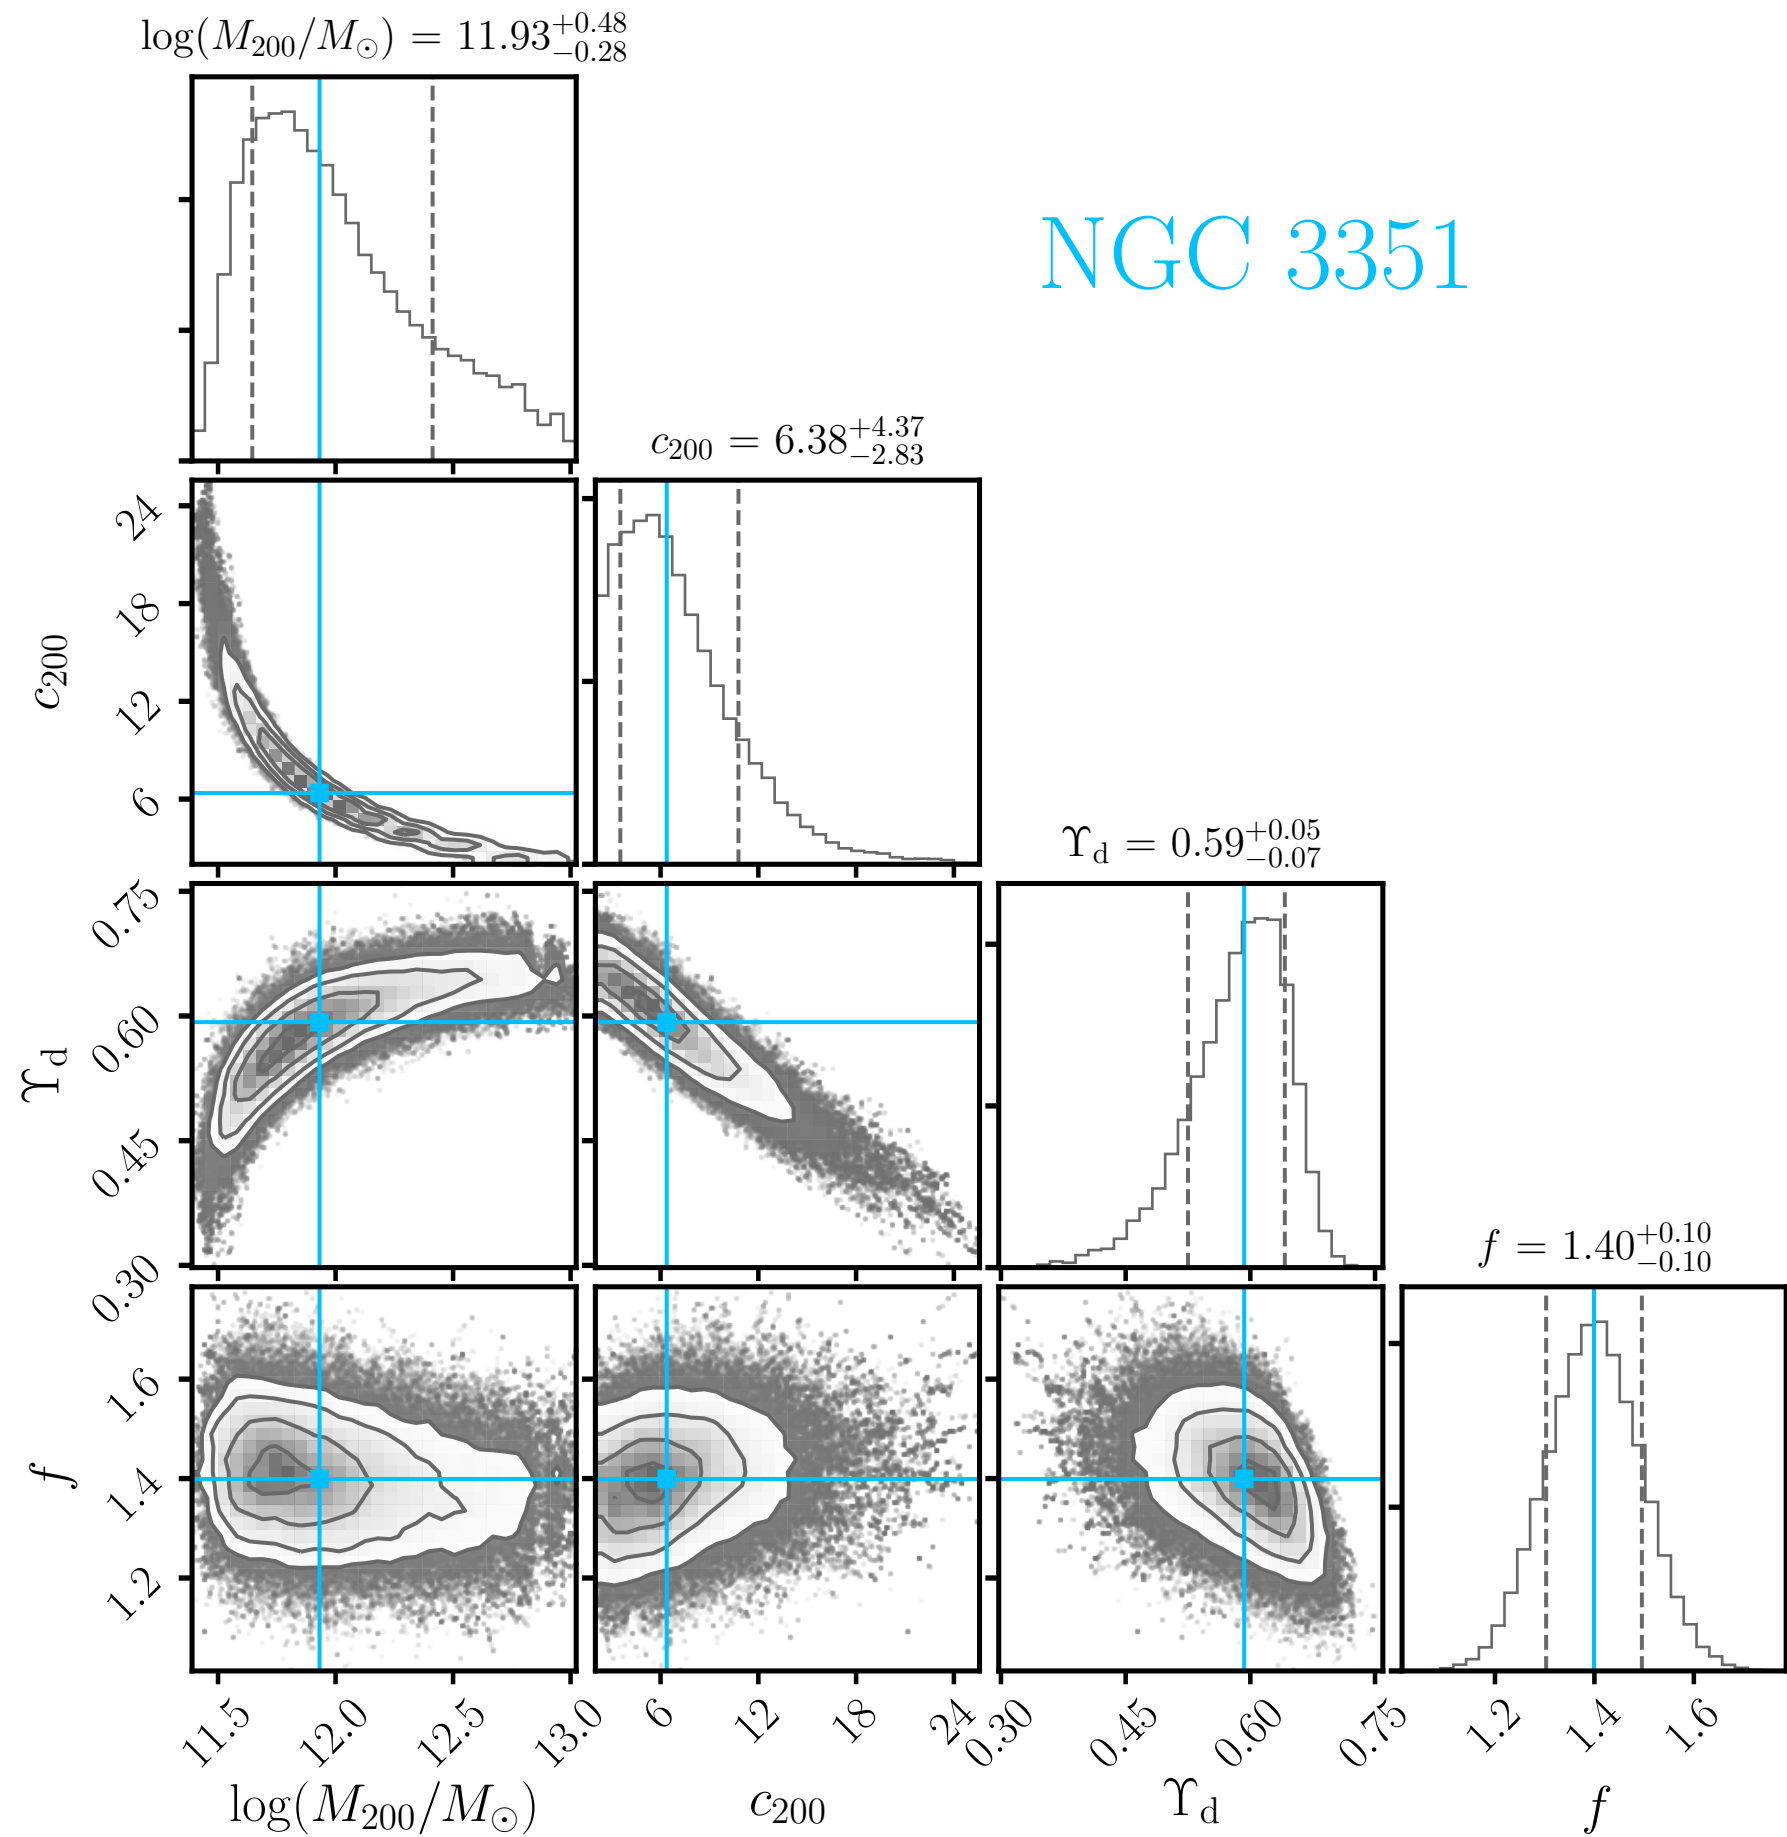 log(M₂₀₀/M☉) = 11.93 +0.48 −0.28
NGC 3351
c₂₀₀ = 6.38 +4.37 −2.83
24
18
12
6
c₂₀₀
ϒ_d = 0.59 +0.05 −0.07
0.75
0.60
0.45
0.30
ϒ_d
f = 1.40 +0.10 −0.10
1.6
1.4
1.2
f
11.5 12.0 12.5 13.0 6 12 18 24 0.30 0.45 0.60 0.75 1.2 1.4 1.6
log(M₂₀₀/M☉) c₂₀₀ ϒ_d f